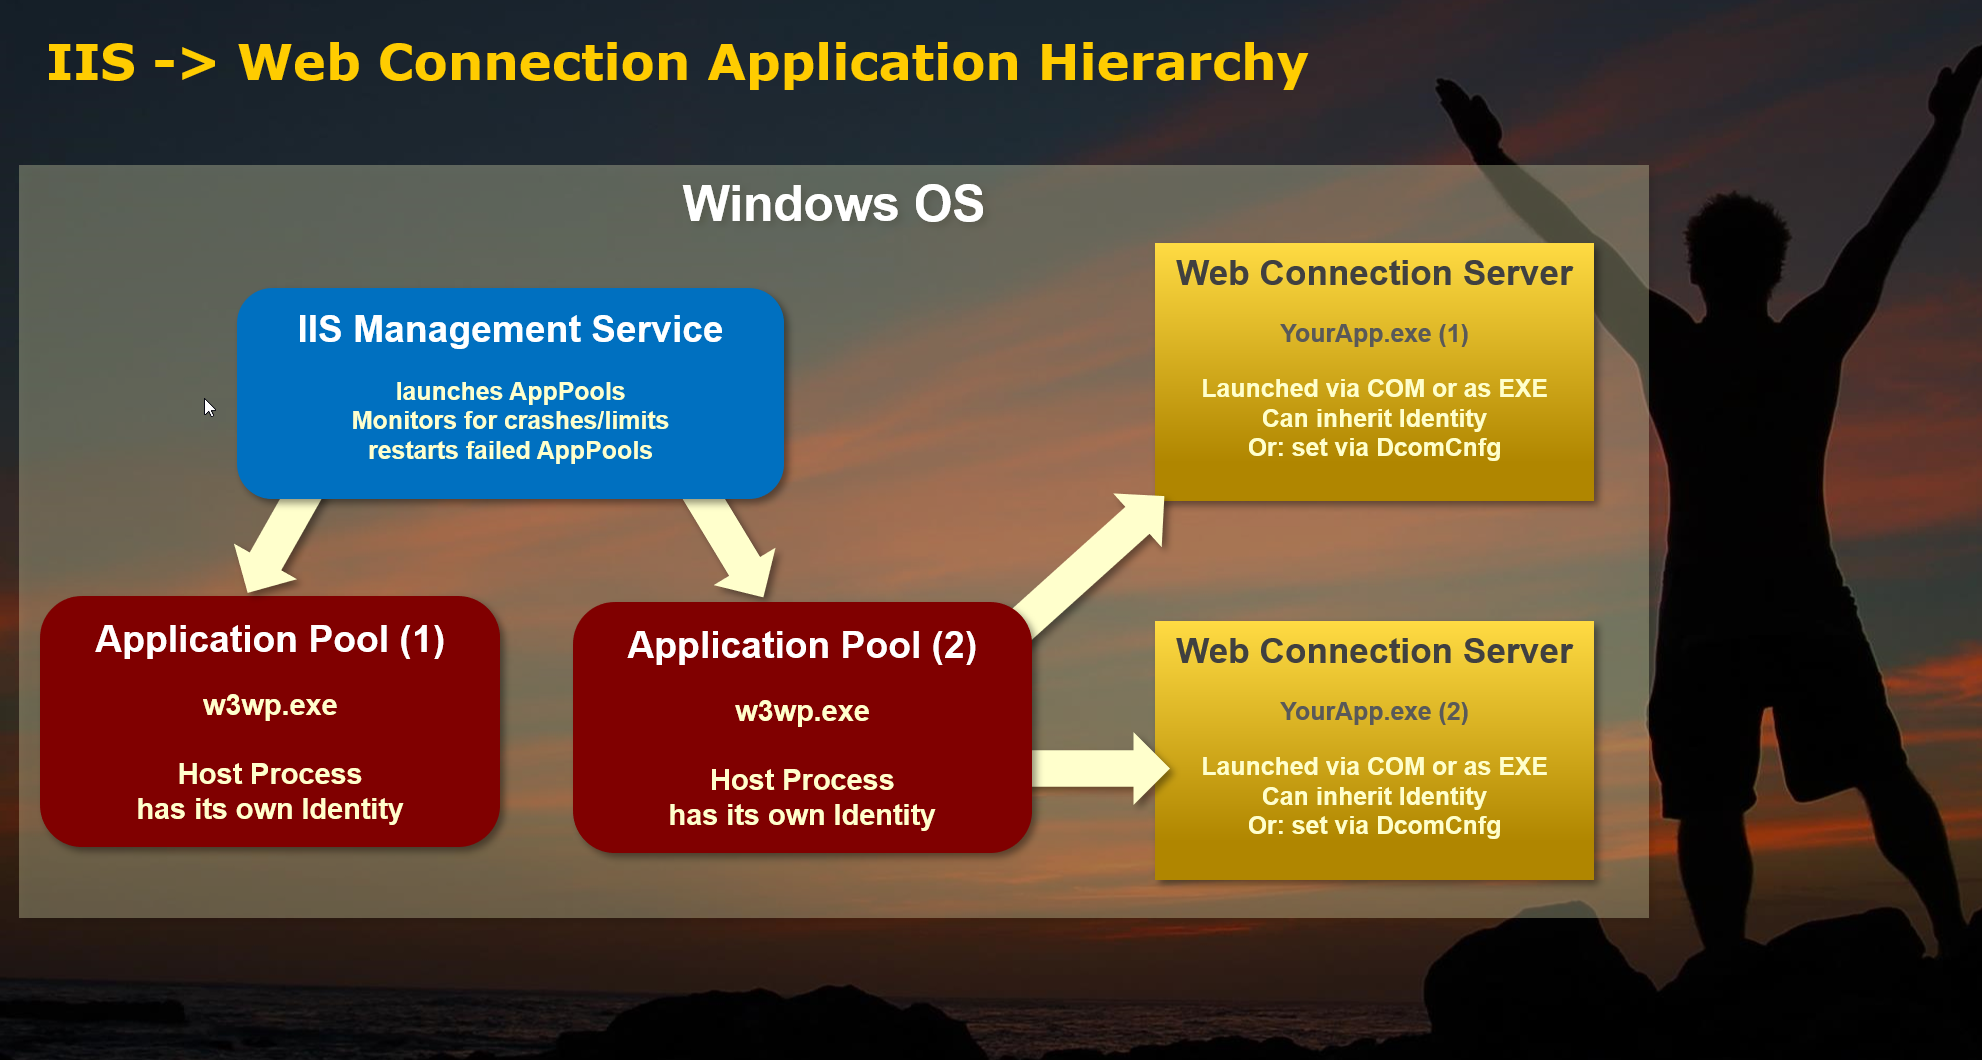 IIS -> Web Connection Application Hierarchy
Windows OS
IIS Management Service
launches AppPools
Monitors for crashes/limits
restarts failed AppPools
Application Pool (1)
w3wp.exe
Host Process
has its own Identity
Application Pool (2)
w3wp.exe
Host Process
has its own Identity
Web Connection Server
YourApp.exe (1)
Launched via COM or as EXE
Can inherit Identity
Or: set via DcomCnfg
Web Connection Server
YourApp.exe (2)
Launched via COM or as EXE
Can inherit Identity
Or: set via DcomCnfg